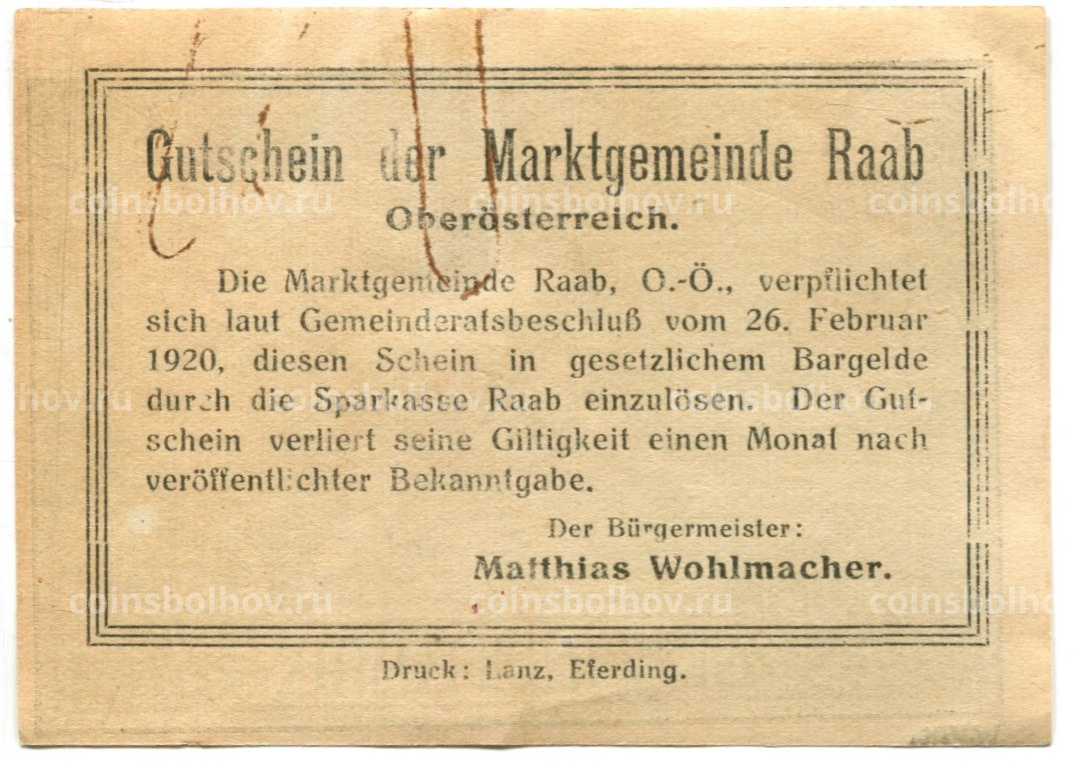 Gutschein der Marktgemeinde Raab
Oberösterreich.
Die Marktgemeinde Raab, O.-Ö., verpflichtet
sich laut Gemeinderatsbeschluß vom 26. Februar
1920, diesen Schein in gesetzlichem Bargelde
durch die Sparkasse Raab einzulösen. Der Gut-
schein verliert seine Giltigkeit einen Monat nach
veröffentlichter Bekanntgabe.
Der Bürgermeister:
Matthias Wohlmacher.
Druck: Lanz, Eferding.
coinsbolhov.ru